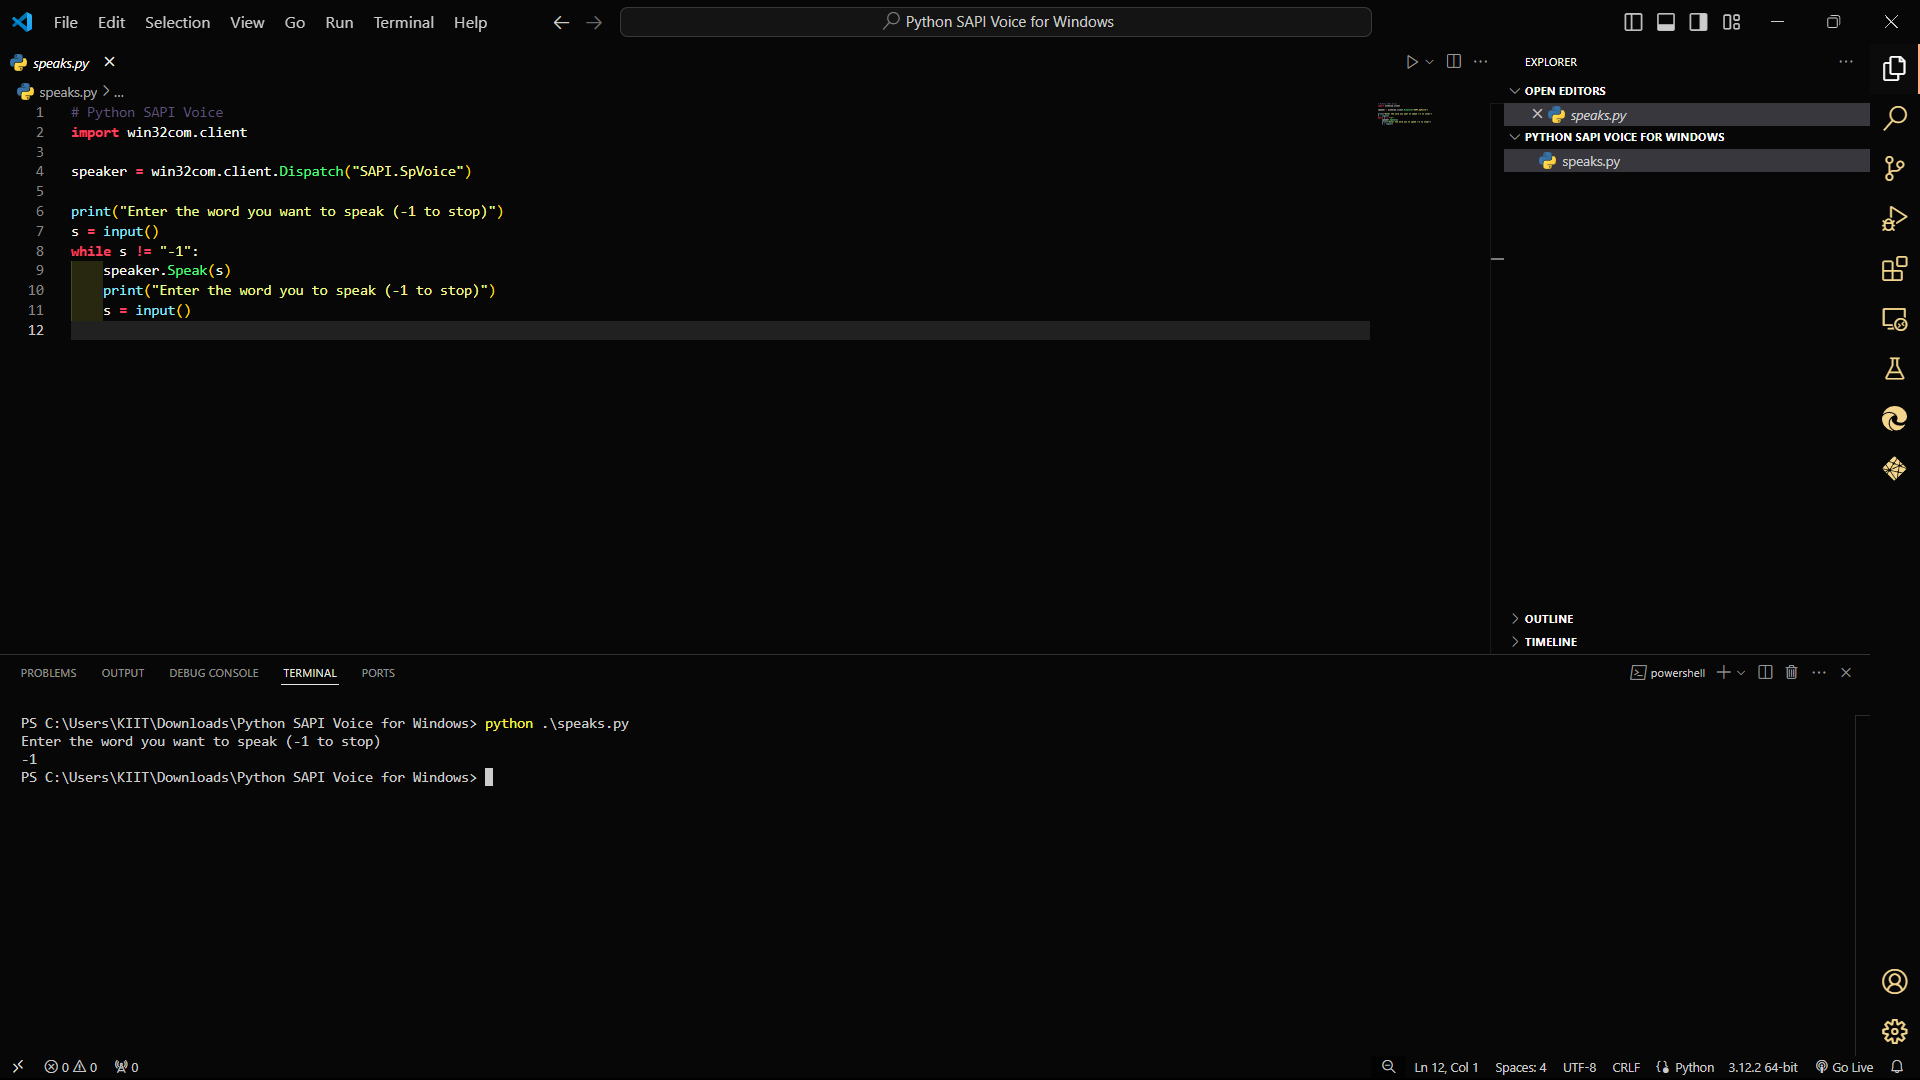 File Edit Selection View Go Run Terminal Help
Python SAPI Voice for Windows
speaks.py
speaks.py > ...
1 # Python SAPI Voice
2 import win32com.client
3
4 speaker = win32com.client.Dispatch("SAPI.SpVoice")
5
6 print("Enter the word you want to speak (-1 to stop)")
7 s = input()
8 while s != "-1":
9     speaker.Speak(s)
10     print("Enter the word you to speak (-1 to stop)")
11     s = input()
12
EXPLORER
OPEN EDITORS
speaks.py
PYTHON SAPI VOICE FOR WINDOWS
speaks.py
OUTLINE
TIMELINE
PROBLEMS OUTPUT DEBUG CONSOLE TERMINAL PORTS
powershell
PS C:\Users\KIIT\Downloads\Python SAPI Voice for Windows> python .\speaks.py
Enter the word you want to speak (-1 to stop)
-1
PS C:\Users\KIIT\Downloads\Python SAPI Voice for Windows>
0 0 0 Ln 12, Col 1 Spaces: 4 UTF-8 CRLF Python 3.12.2 64-bit Go Live